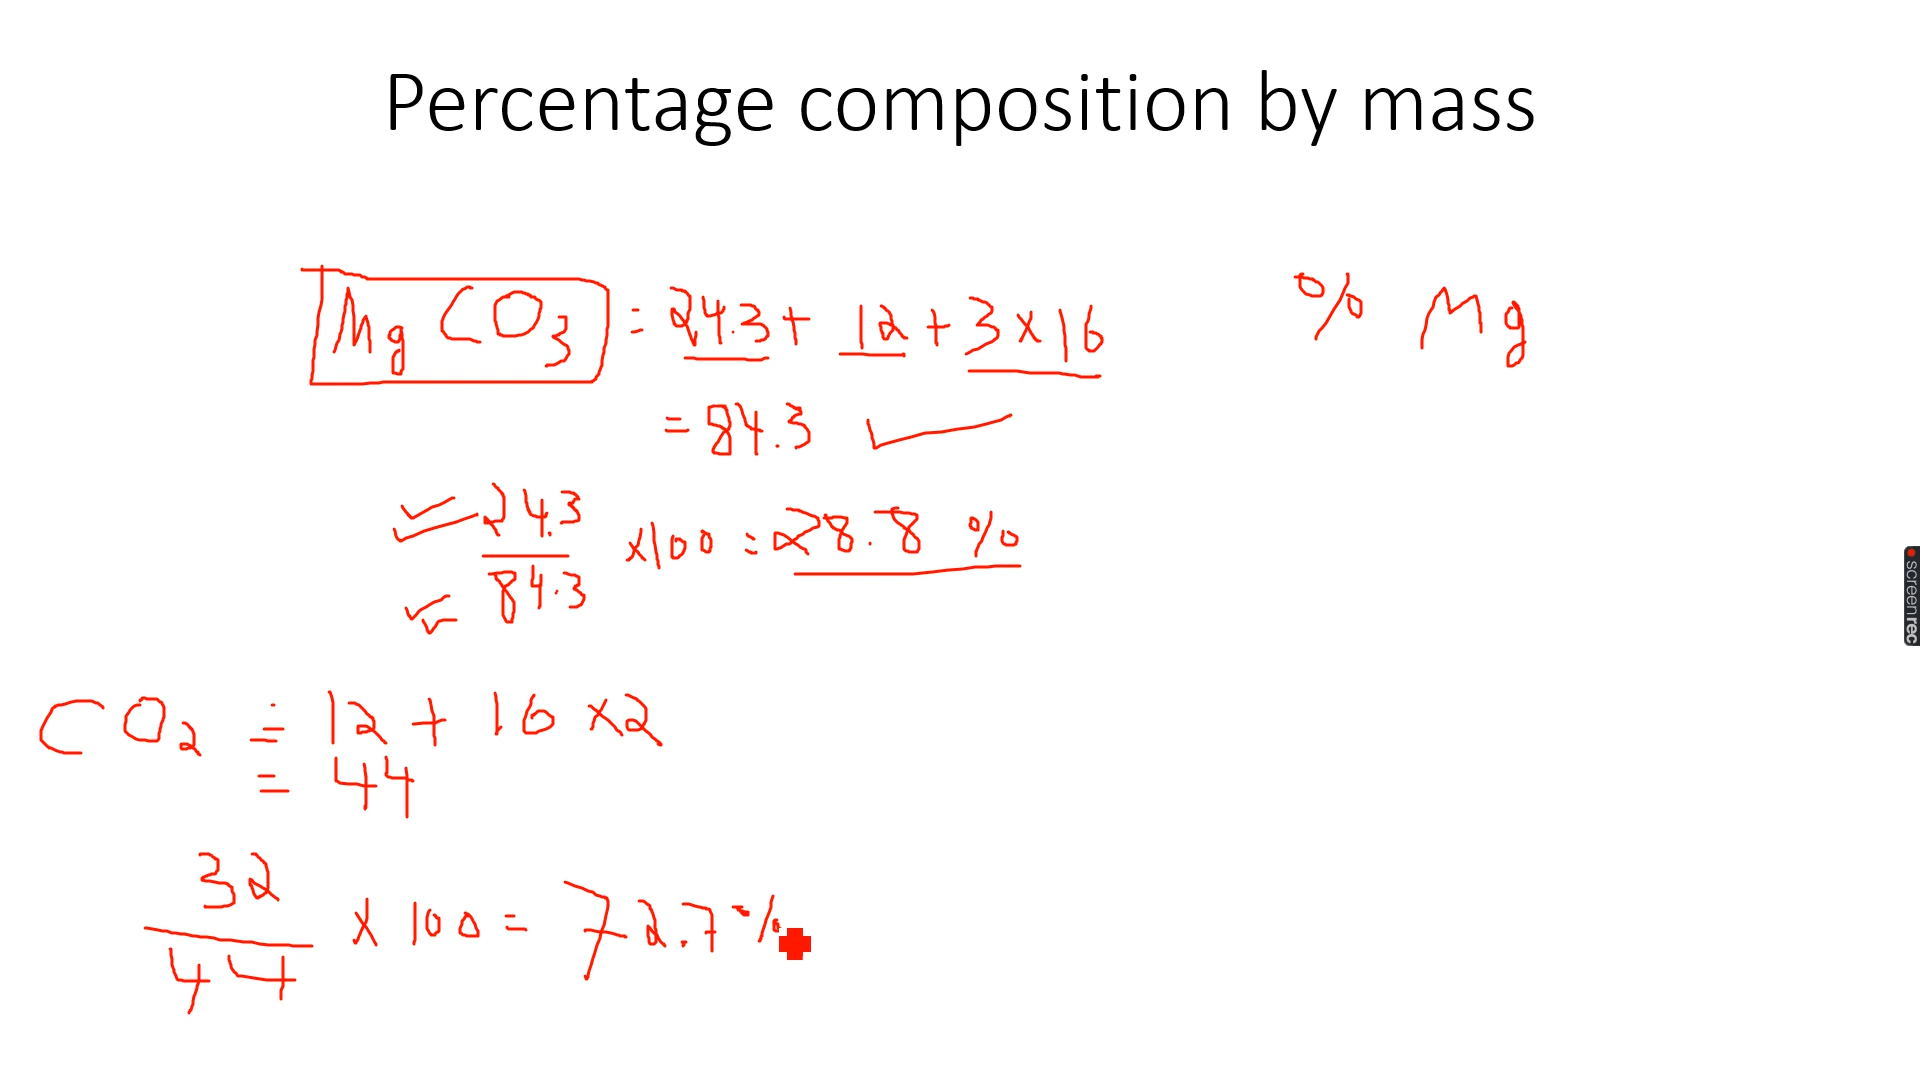 Percentage composition by mass
MgCO3 = 24.3 + 12 + 3 x 16
% Mg
= 84.3 ✓
24.3
84.3
x100 = 28.8 %
CO2 = 12 + 16 x2
= 44
32
44
x 100 = 72.7%
screenrec